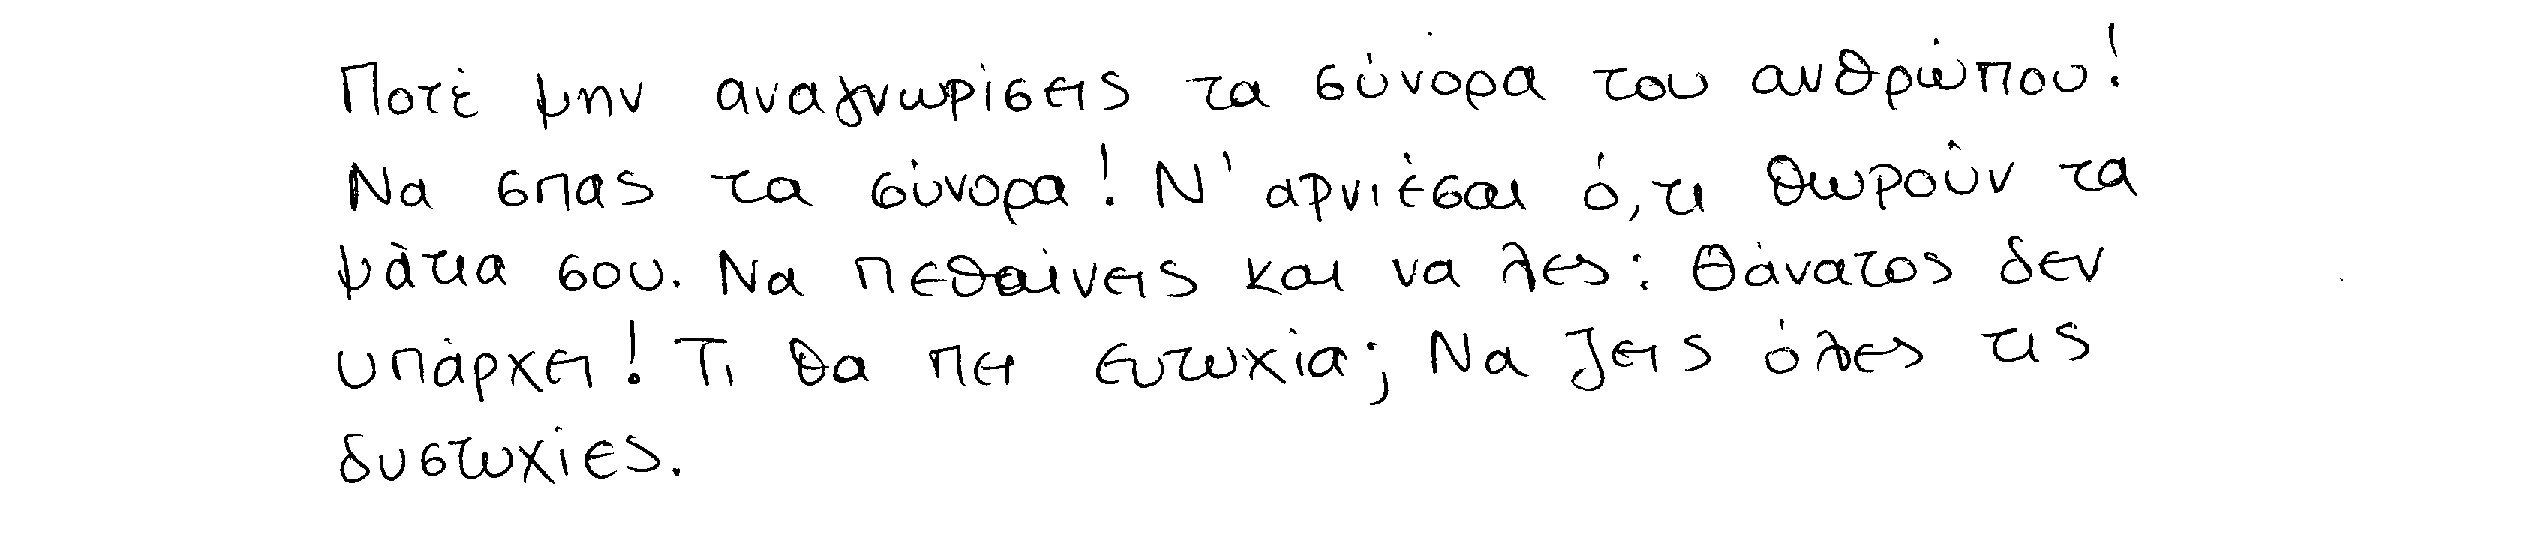 Ποτέ μην αναγνωρίσεις τα σύνορα του ανθρώπου!
Να σπας τα σύνορα! Ν' αρνιέσαι ό,τι θωρούν τα
μάτια σου. Να πεθαίνεις και να λες: Θάνατος δεν
υπάρχει! Τι θα πει ευτυχία; Να ζεις όλες τις
δυστυχίες.